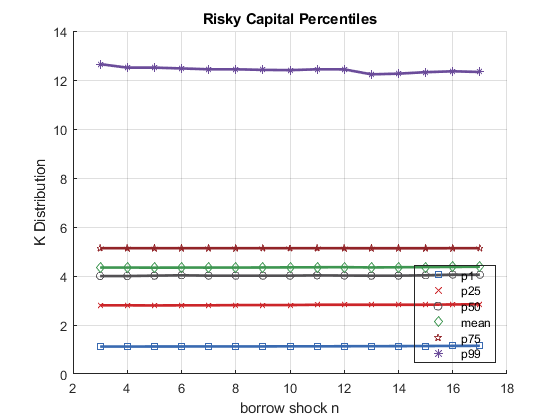 Risky Capital Percentiles
14
12
10
8
6
4
2
0
K Distribution
2 4 6 8 10 12 14 16 18
borrow shock n
p1
p25
p50
mean
p75
p99